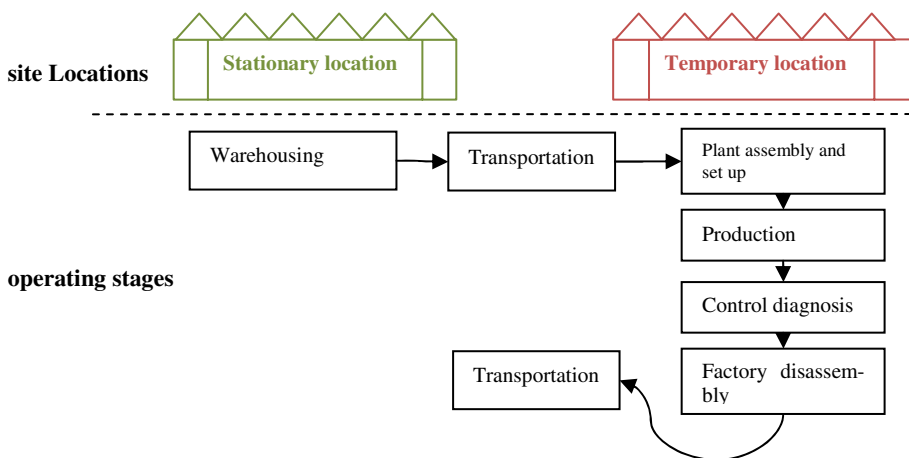 Stationary location
Temporary location
site Locations
Warehousing
Transportation
Plant assembly and
set up
Production
operating stages
Control diagnosis
Transportation
Factory disassem-
bly